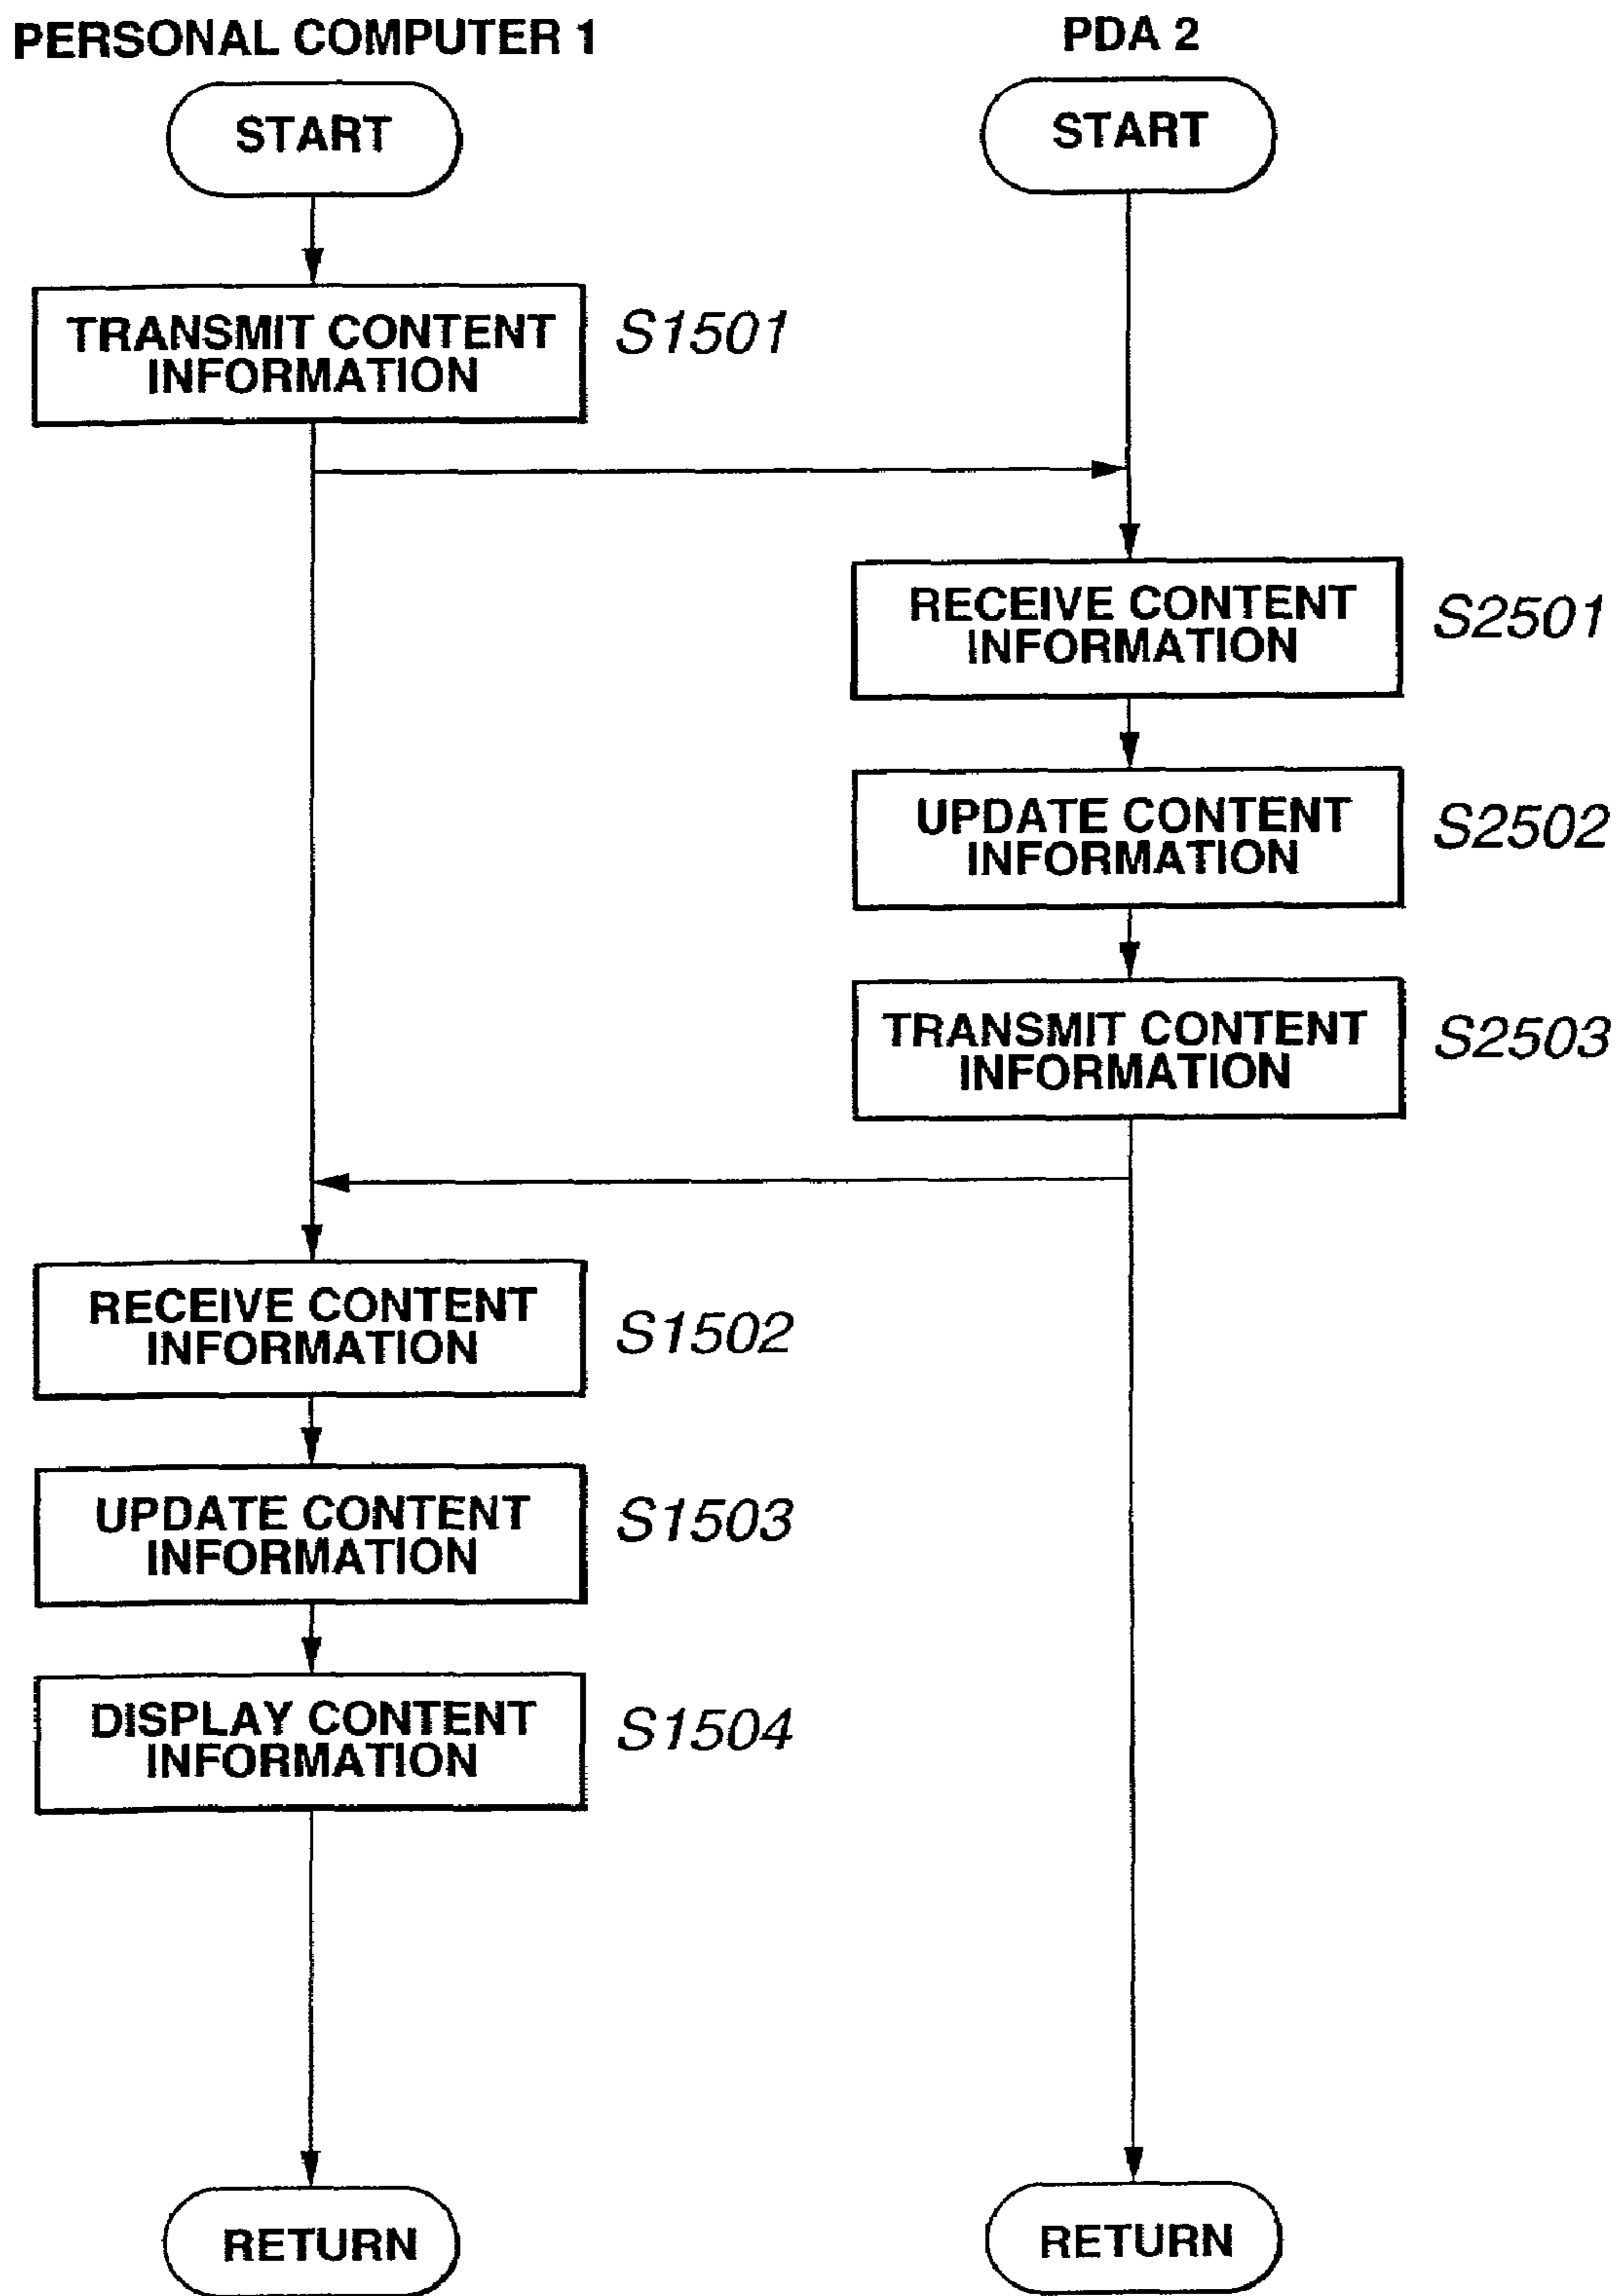 PERSONAL COMPUTER 1
PDA 2
START
START
TRANSMIT CONTENT
INFORMATION
S1501
RECEIVE CONTENT
INFORMATION
S2501
UPDATE CONTENT
INFORMATION
S2502
TRANSMIT CONTENT
INFORMATION
S2503
RECEIVE CONTENT
INFORMATION
S1502
UPDATE CONTENT
INFORMATION
S1503
DISPLAY CONTENT
INFORMATION
S1504
RETURN
RETURN